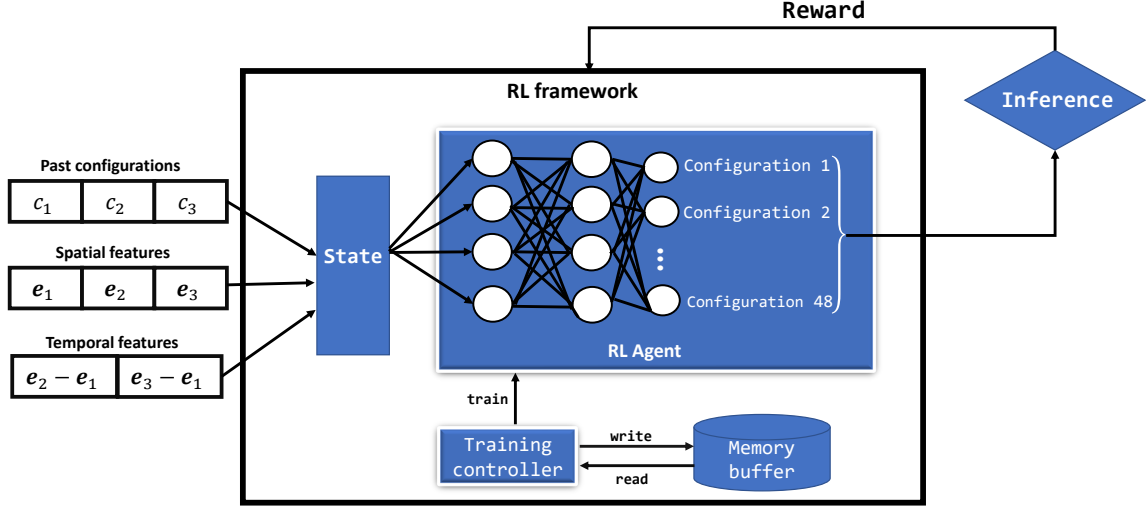 Reward
RL framework
Inference
Past configurations
c₁ c₂ c₃
Spatial features
e₁ e₂ e₃
Temporal features
e₂ − e₁ e₃ − e₁
State
Configuration 1
Configuration 2
⋮
Configuration 48
RL Agent
train
Training
controller
write
read
Memory
buffer